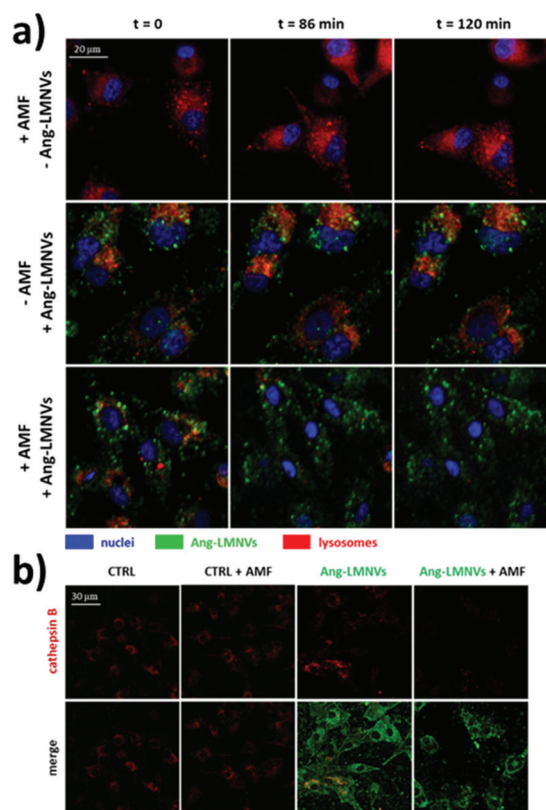 a)
t = 0 t = 86 min t = 120 min
20 μm
+ AMF
- Ang-LMNVs
- AMF
+ Ang-LMNVs
+ AMF
+ Ang-LMNVs
nuclei Ang-LMNVs lysosomes
b)
CTRL CTRL + AMF Ang-LMNVs Ang-LMNVs + AMF
30 μm
cathepsin B
merge